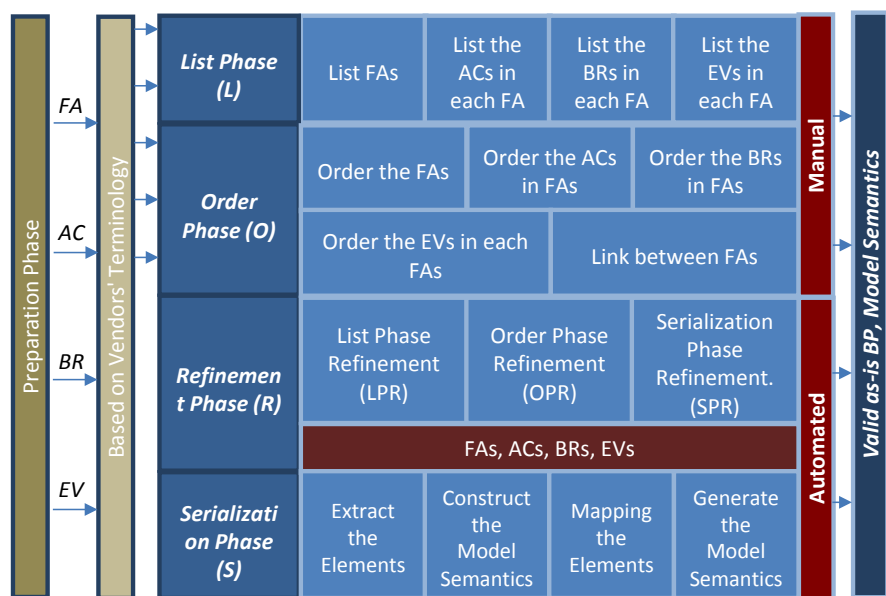 Preparation Phase
FA
AC
BR
EV
Based on Vendors' Terminology
List Phase
(L)
List FAs
List the
ACs in
each FA
List the
BRs in
each FA
List the
EVs in
each FA
Order
Phase (O)
Order the FAs
Order the ACs
in FAs
Order the BRs
in FAs
Order the EVs in each
FAs
Link between FAs
Refinemen
t Phase (R)
List Phase
Refinement
(LPR)
Order Phase
Refinement
(OPR)
Serialization
Phase
Refinement.
(SPR)
FAs, ACs, BRs, EVs
Serializati
on Phase
(S)
Extract
the
Elements
Construct
the
Model
Semantics
Mapping
the
Elements
Generate
the
Model
Semantics
Manual
Automated
Valid as-is BP, Model Semantics